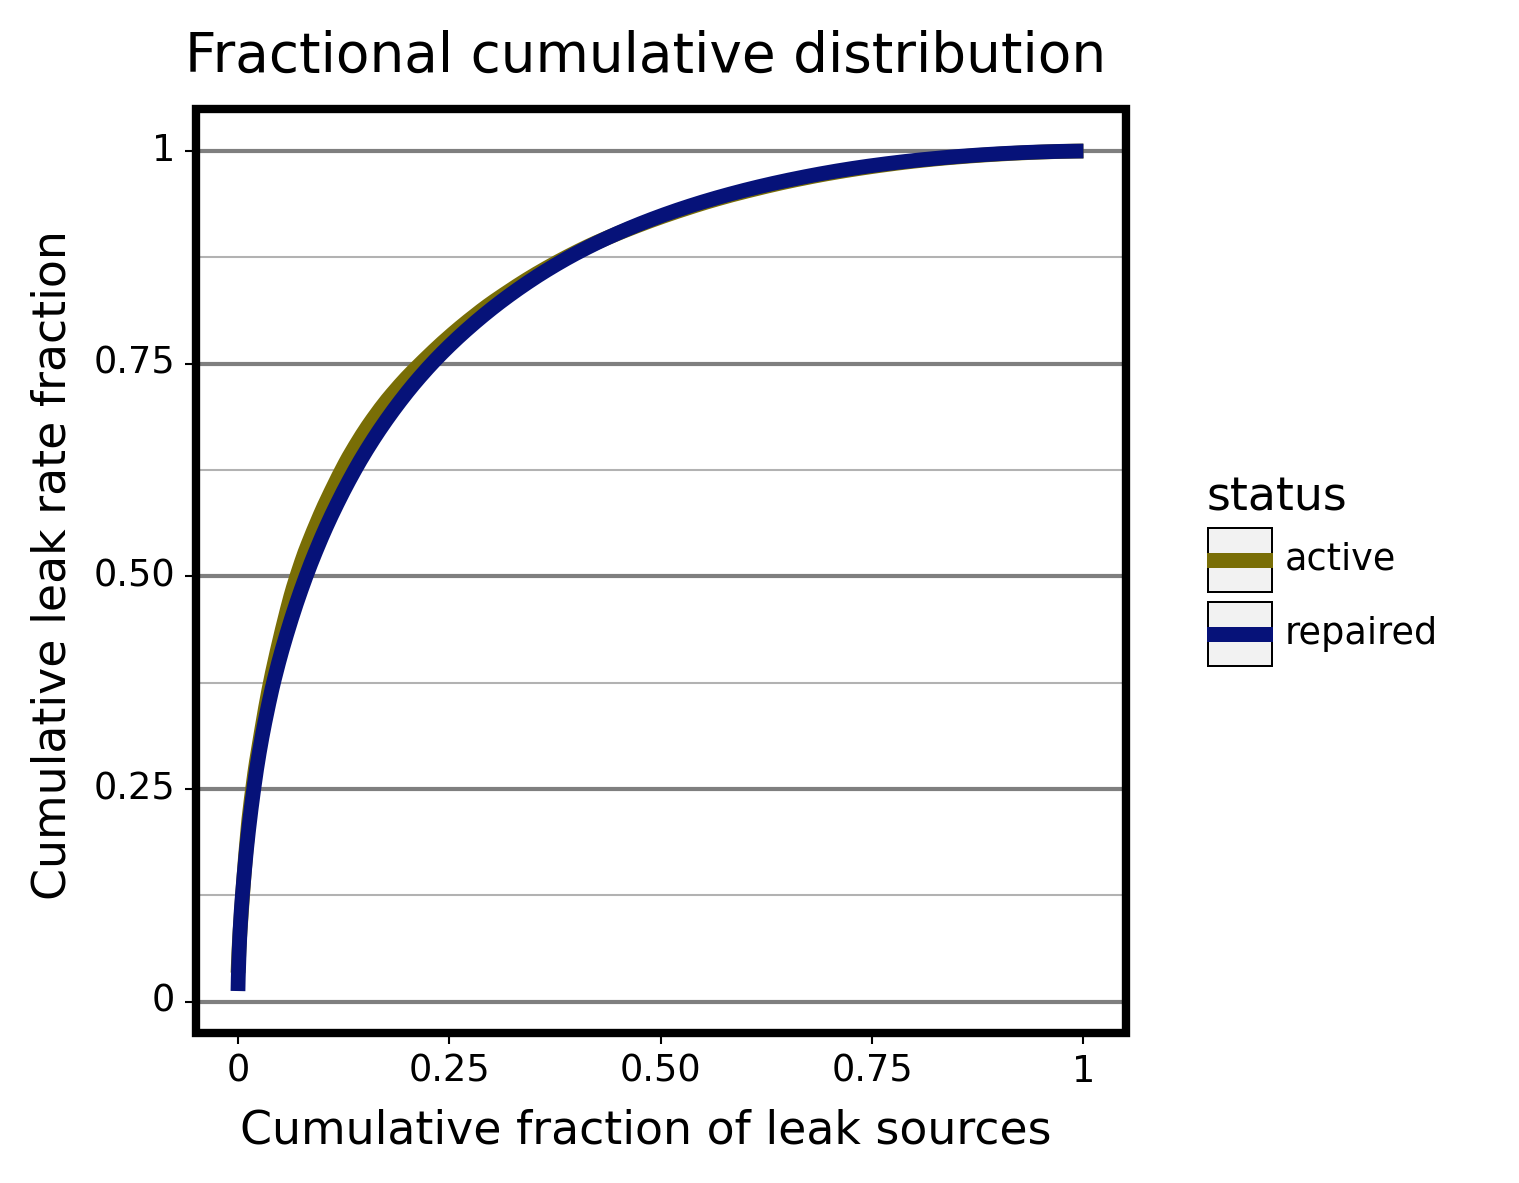 Fractional cumulative distribution
Cumulative leak rate fraction
1
0.75
0.50
0.25
0
0 0.25 0.50 0.75 1
Cumulative fraction of leak sources
status
active
repaired